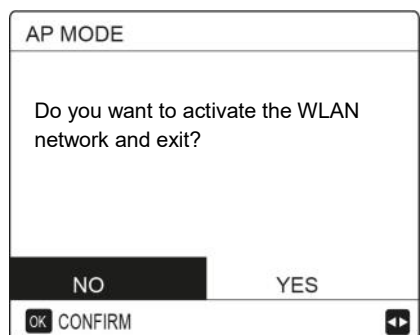 AP MODE
Do you want to activate the WLAN
network and exit?
NO YES
OK CONFIRM